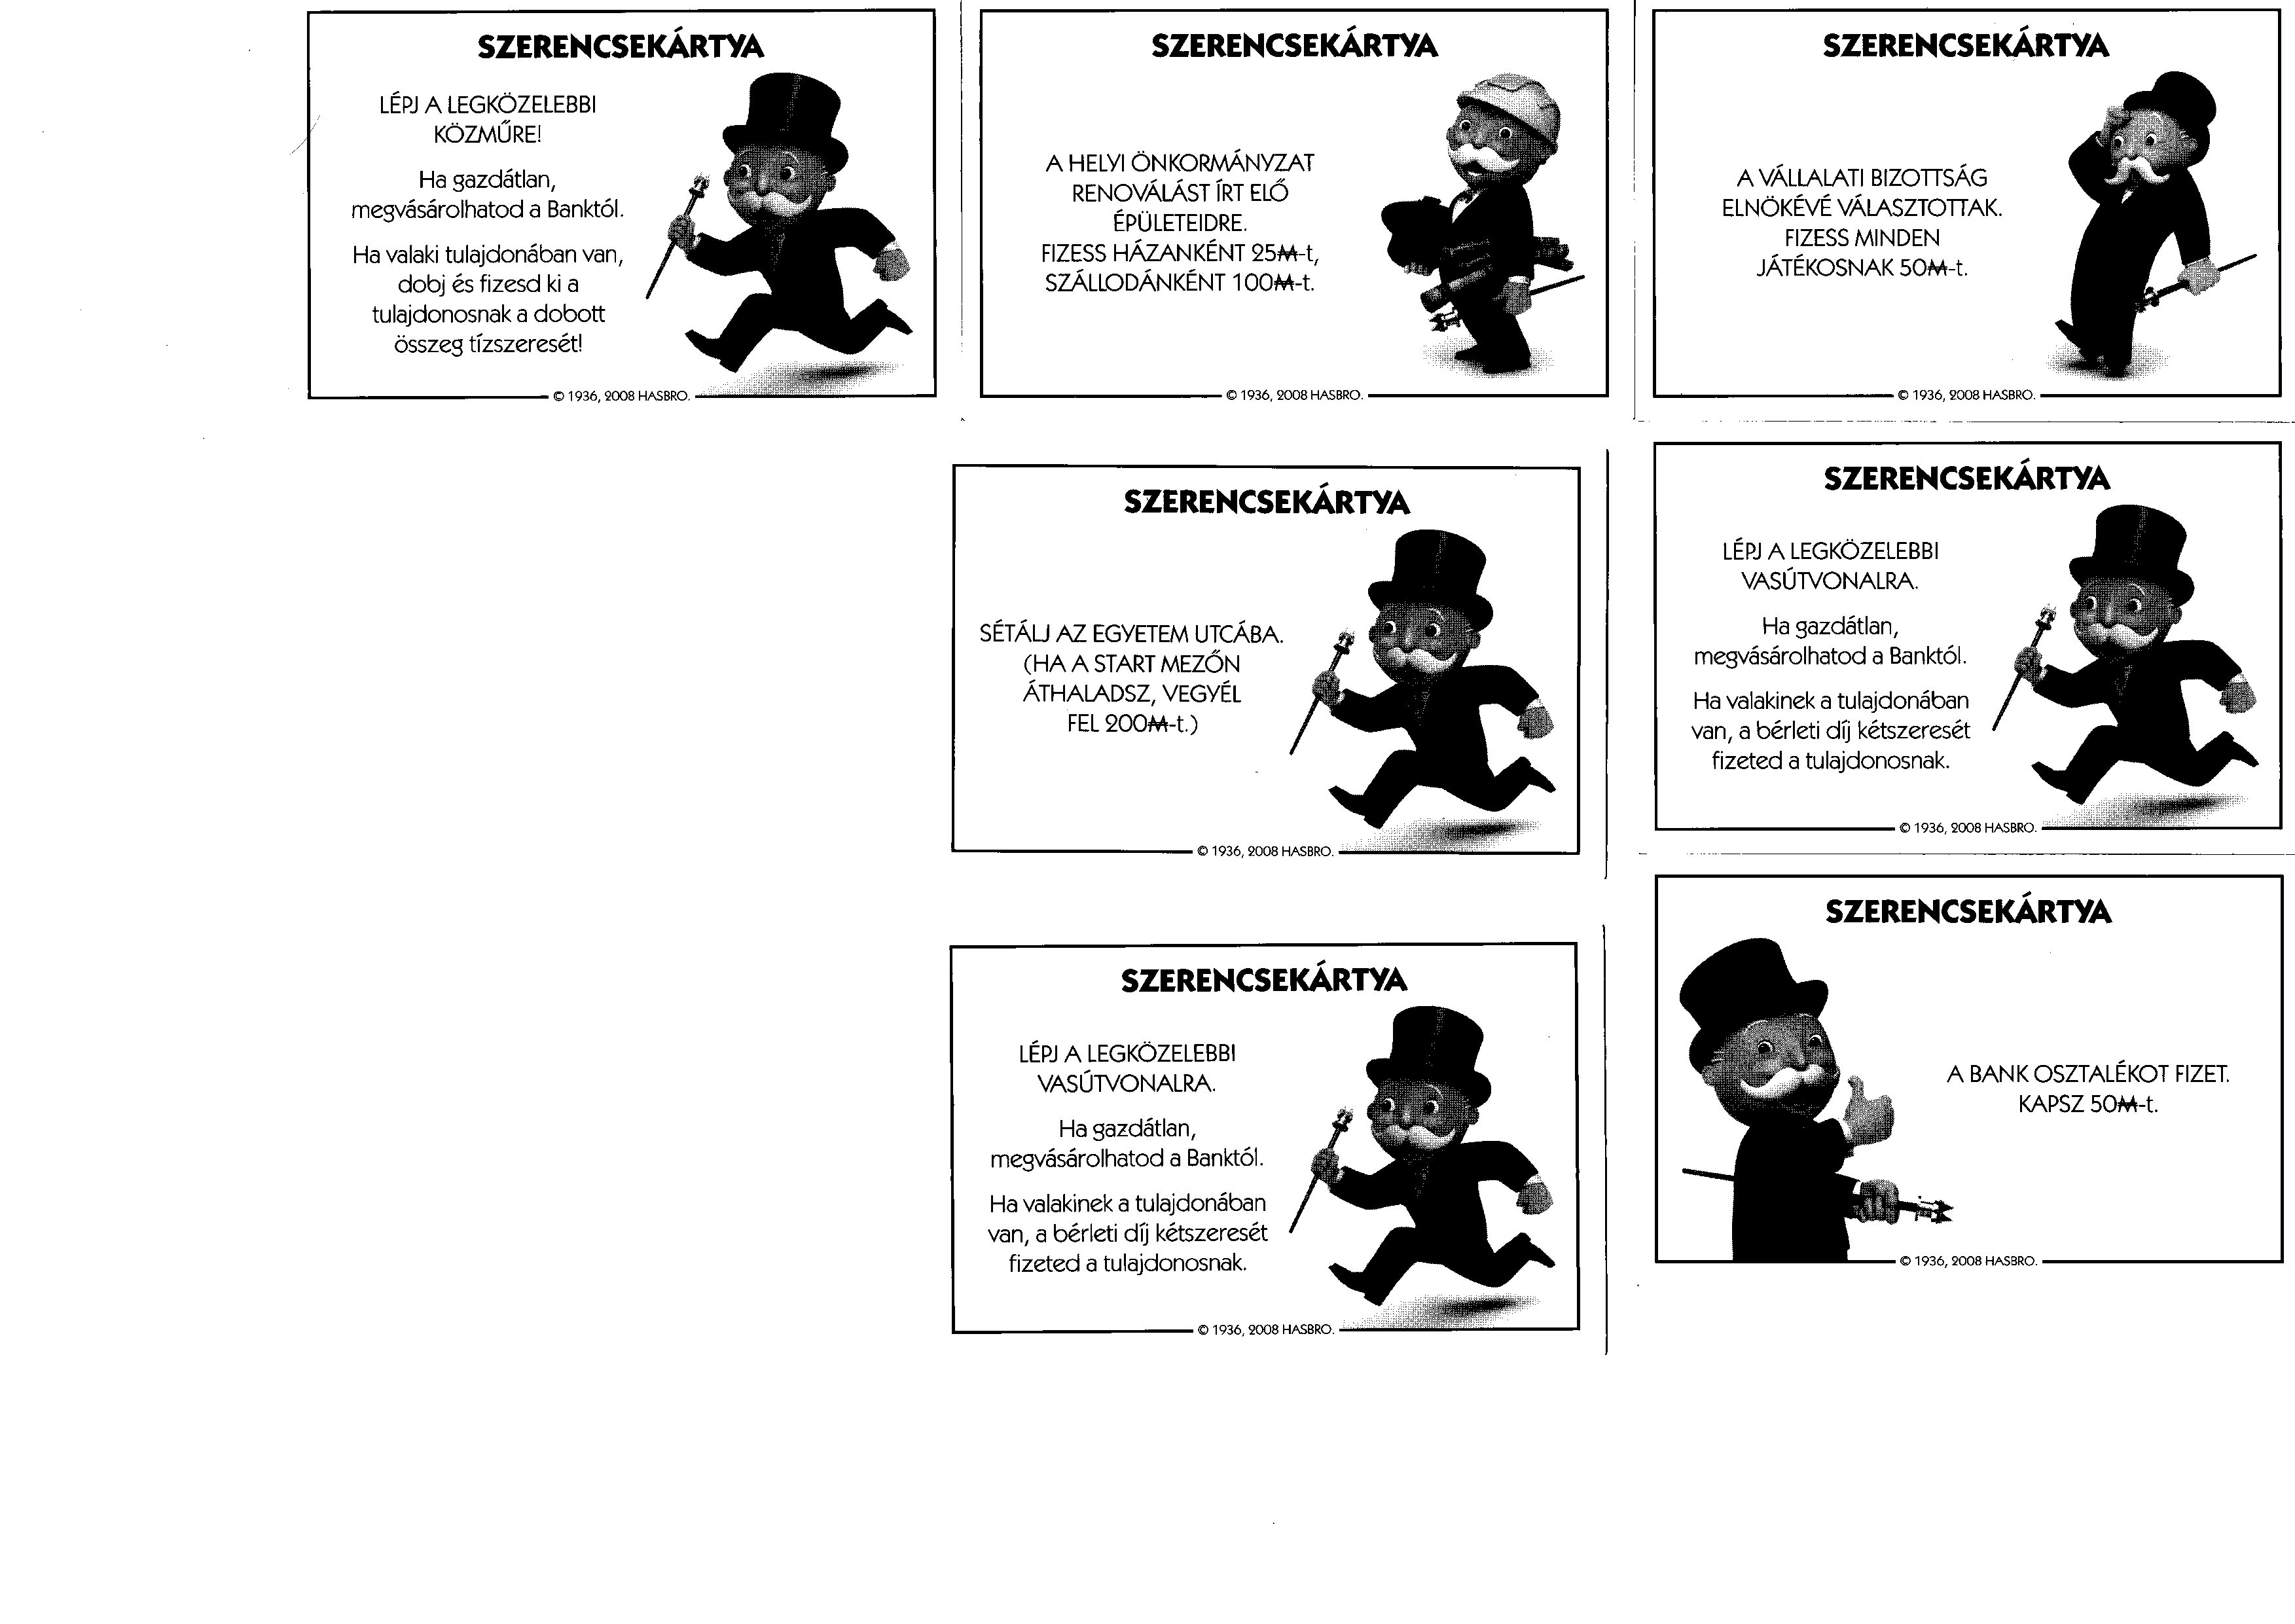 SZERENCSEKÁRTYA
LÉPJ A LEGKÖZELEBBI
KÖZMŰRE!
Ha gazdátlan,
megvásárolhatod a Banktól.
Ha valaki tulajdonában van,
dobj és fizesd ki a
tulajdonosnak a dobott
összeg tízszeresét!
© 1936, 2008 HASBRO.
SZERENCSEKÁRTYA
A HELYI ÖNKORMÁNYZAT
RENOVÁLÁST ÍRT ELŐ
ÉPÜLETEIDRE.
FIZESS HÁZANKÉNT 25M-t,
SZÁLLODÁNKÉNT 100M-t.
© 1936, 2008 HASBRO.
SZERENCSEKÁRTYA
A VÁLLALATI BIZOTTSÁG
ELNÖKÉVÉ VÁLASZTOTTAK.
FIZESS MINDEN
JÁTÉKOSNAK 50M-t.
© 1936, 2008 HASBRO.
SZERENCSEKÁRTYA
SÉTÁLJ AZ EGYETEM UTCÁBA.
(HA A START MEZŐN
ÁTHALADSZ, VEGYÉL
FEL 200M-t.)
© 1936, 2008 HASBRO.
SZERENCSEKÁRTYA
LÉPJ A LEGKÖZELEBBI
VASÚTVONALRA.
Ha gazdátlan,
megvásárolhatod a Banktól.
Ha valakinek a tulajdonában
van, a bérleti díj kétszeresét
fizeted a tulajdonosnak.
© 1936, 2008 HASBRO.
SZERENCSEKÁRTYA
LÉPJ A LEGKÖZELEBBI
VASÚTVONALRA.
Ha gazdátlan,
megvásárolhatod a Banktól.
Ha valakinek a tulajdonában
van, a bérleti díj kétszeresét
fizeted a tulajdonosnak.
© 1936, 2008 HASBRO.
SZERENCSEKÁRTYA
A BANK OSZTALÉKOT FIZET.
KAPSZ 50M-t.
© 1936, 2008 HASBRO.